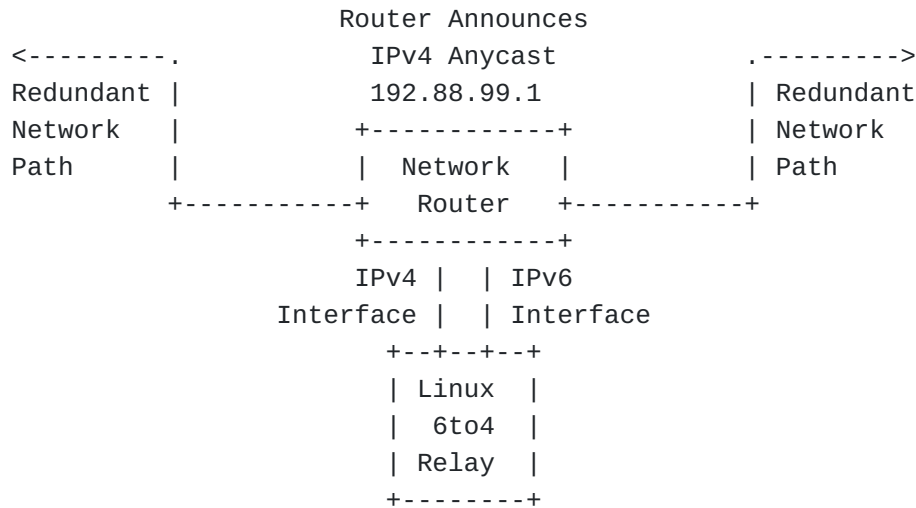 Router Announces
<---------.             IPv4 Anycast            .--------->
Redundant |             192.88.99.1             | Redundant
Network   |            +------------+           | Network
Path      |            |  Network   |           | Path
          +-----------+   Router   +-----------+
                       +------------+
                       IPv4 |  | IPv6
                  Interface |  | Interface
                         +--+--+--+
                         | Linux  |
                         |  6to4  |
                         | Relay  |
                         +--------+